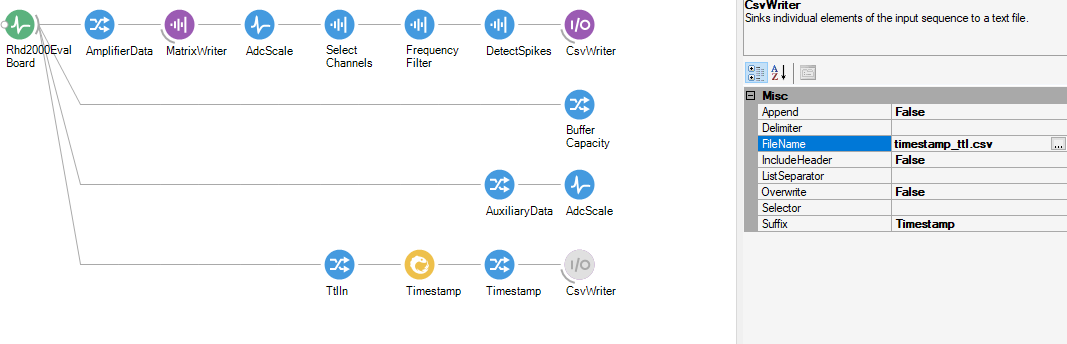 CsvWriter
Sinks individual elements of the input sequence to a text file.
Rhd2000Eval
Board
AmplifierData
MatrixWriter
AdcScale
Select
Channels
Frequency
Filter
DetectSpikes
I/O
CsvWriter
Buffer
Capacity
AuxiliaryData
AdcScale
TtlIn
Timestamp
Timestamp
I/O
CsvWriter
A
Z
Misc
Append False
Delimiter
FileName timestamp_ttl.csv ...
IncludeHeader False
ListSeparator
Overwrite False
Selector
Suffix Timestamp